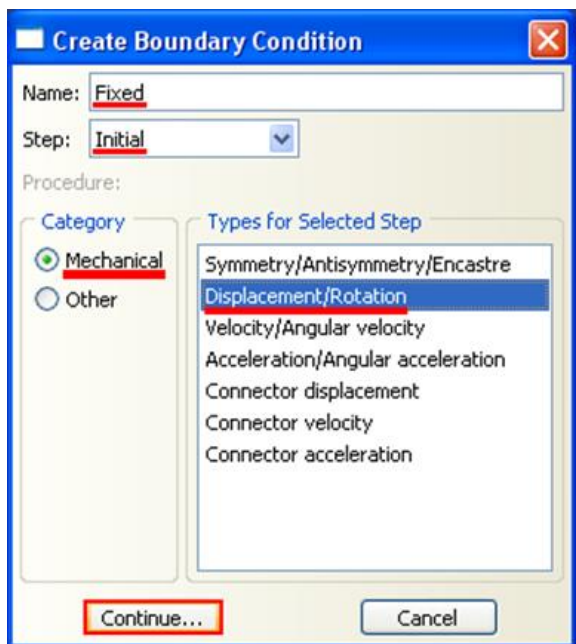 Create Boundary Condition
Name: Fixed
Step: Initial
Procedure:
Category
Mechanical
Other
Types for Selected Step
Symmetry/Antisymmetry/Encastre
Displacement/Rotation
Velocity/Angular velocity
Acceleration/Angular acceleration
Connector displacement
Connector velocity
Connector acceleration
Continue... Cancel